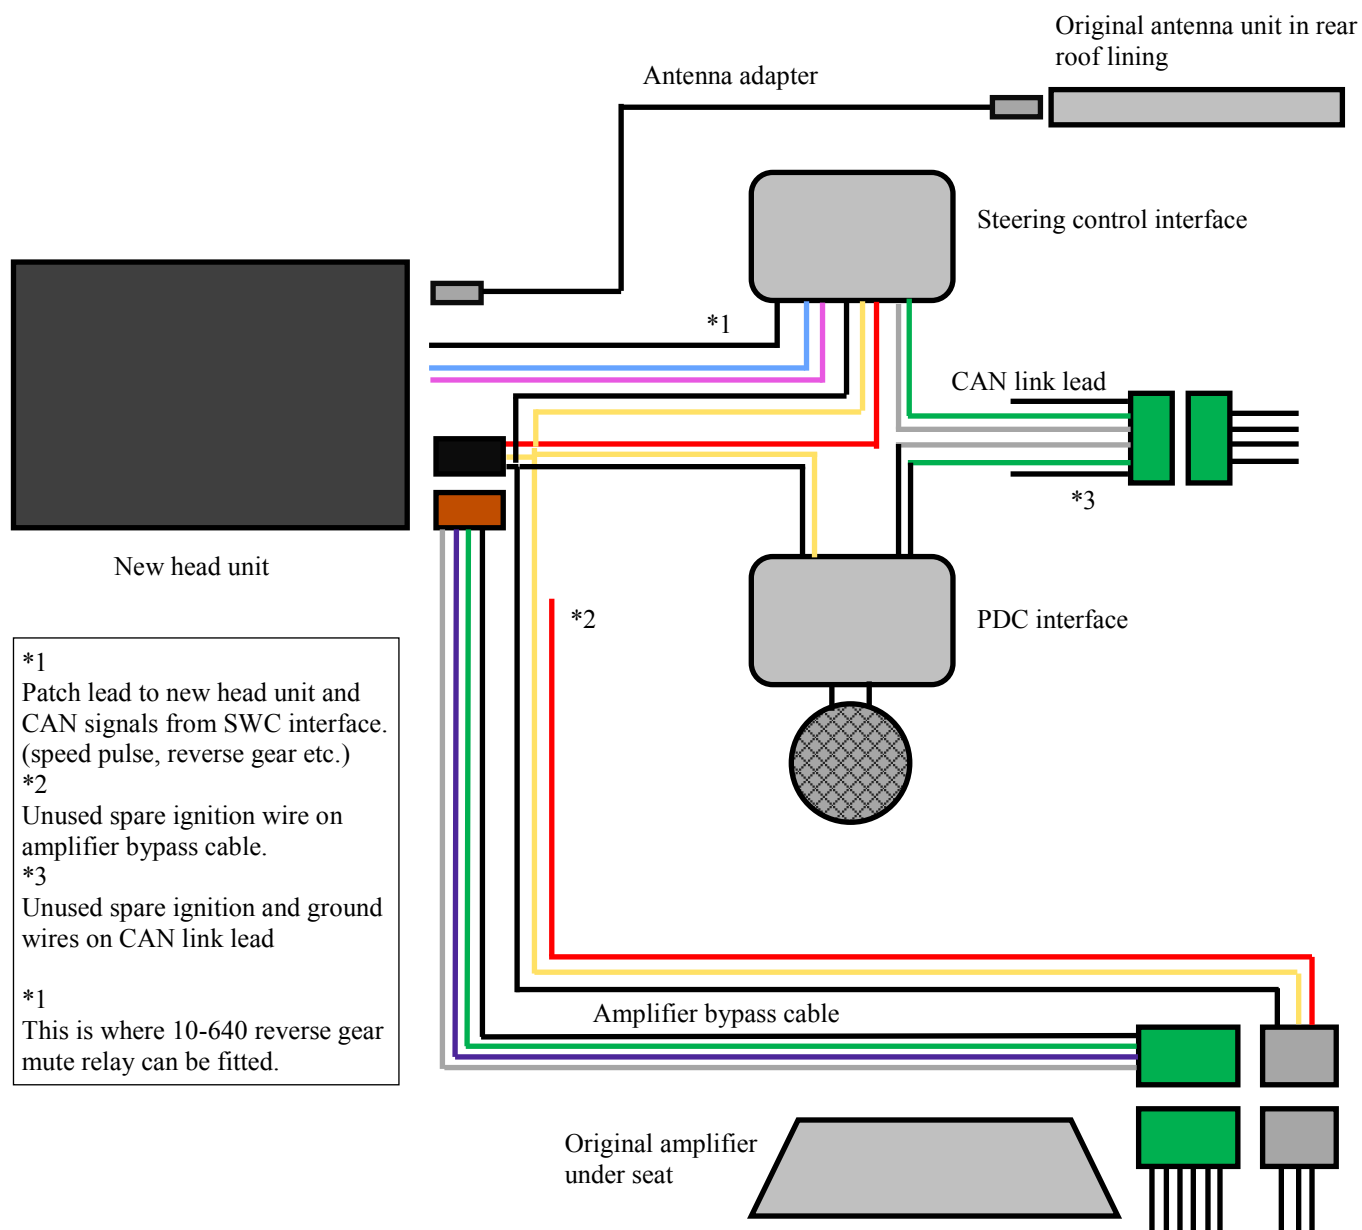 Original antenna unit in rear
roof lining
Antenna adapter
Steering control interface
*1
CAN link lead
*3
New head unit
*2
PDC interface
*1
Patch lead to new head unit and
CAN signals from SWC interface.
(speed pulse, reverse gear etc.)
*2
Unused spare ignition wire on
amplifier bypass cable.
*3
Unused spare ignition and ground
wires on CAN link lead
*1
This is where 10-640 reverse gear
mute relay can be fitted.
Amplifier bypass cable
Original amplifier
under seat